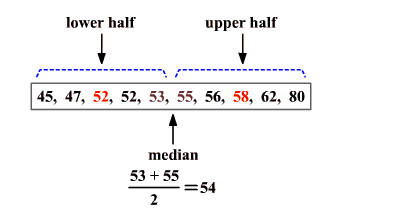 lower half upper half
45, 47, 52, 52, 53, 55, 56, 58, 62, 80
median
53 + 55
2
=54